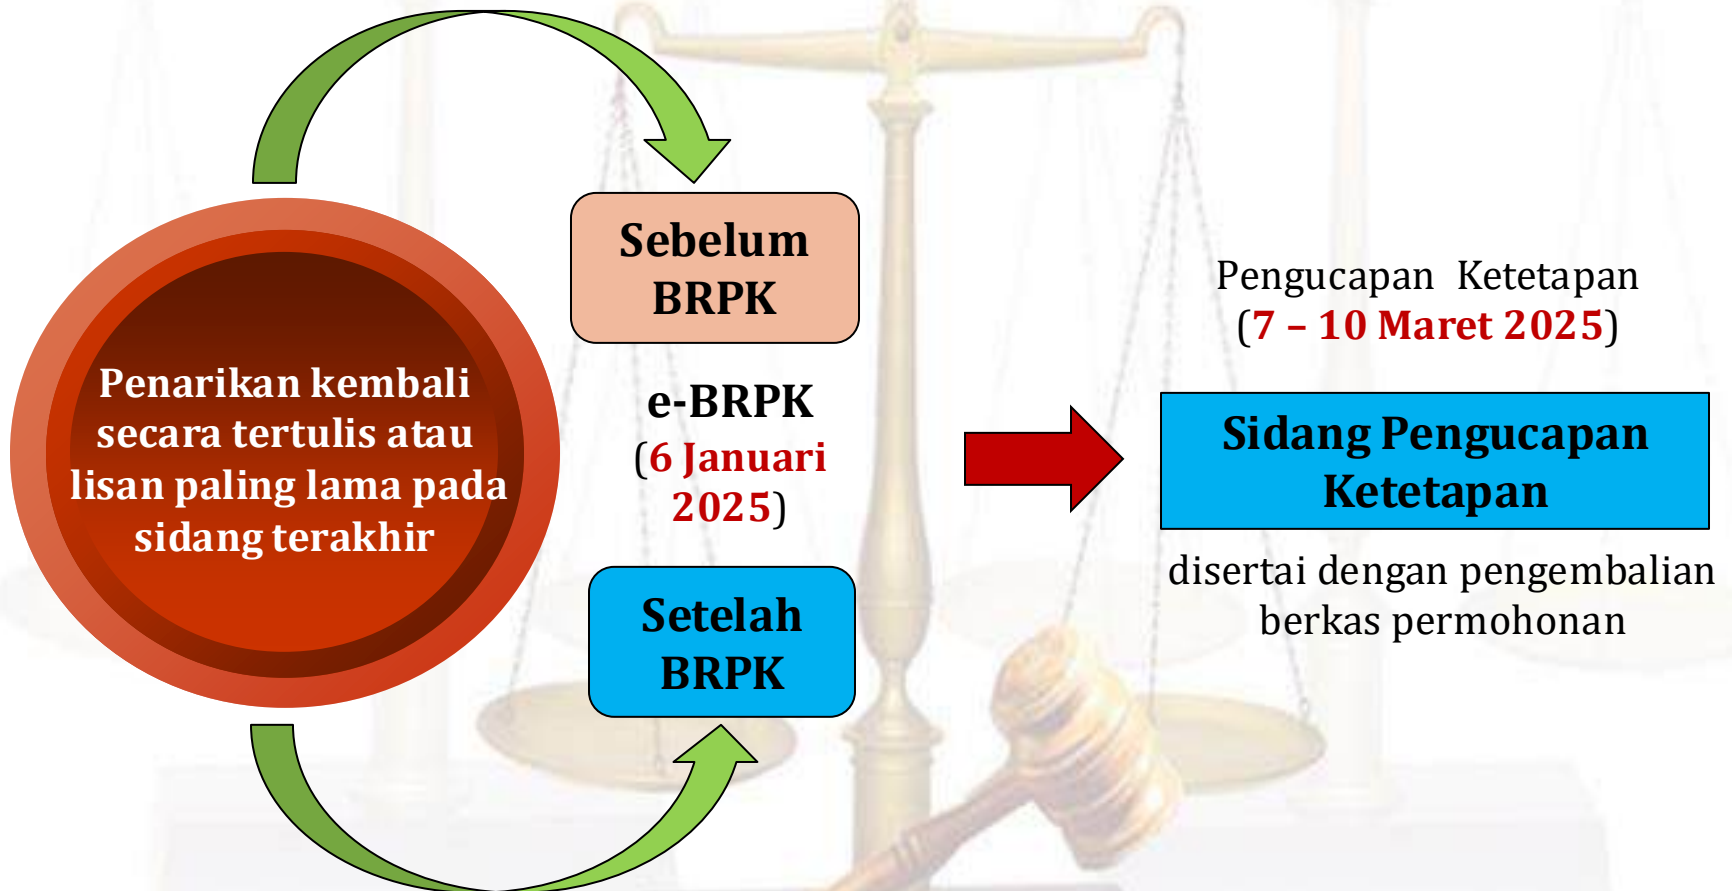 Penarikan kembali
secara tertulis atau
lisan paling lama pada
sidang terakhir
Sebelum
BRPK
e-BRPK
(6 Januari
2025)
Setelah
BRPK
Pengucapan Ketetapan
(7 – 10 Maret 2025)
Sidang Pengucapan
Ketetapan
disertai dengan pengembalian
berkas permohonan